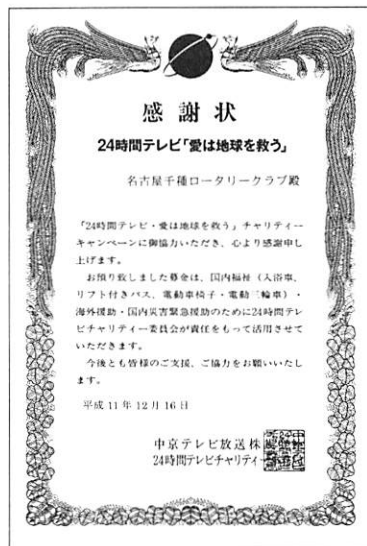 感謝状
24時間テレビ「愛は地球を救う」
名古屋千種ロータリークラブ殿
「24時間テレビ・愛は地球を救う」チャリティー
キャンペーンに御協力いただき、心より感謝申し
上げます。
お預り致しました募金は、国内福祉（入浴車、
リフト付きバス、電動車椅子・電動三輪車）・
海外援助・国内災害緊急援助のために24時間テレ
ビチャリティー委員会が責任をもって活用させて
いただきます。
今後とも皆様のご支援、ご協力をお願いいたし
ます。
平成11年12月16日
中京テレビ放送株
24時間テレビチャリティー